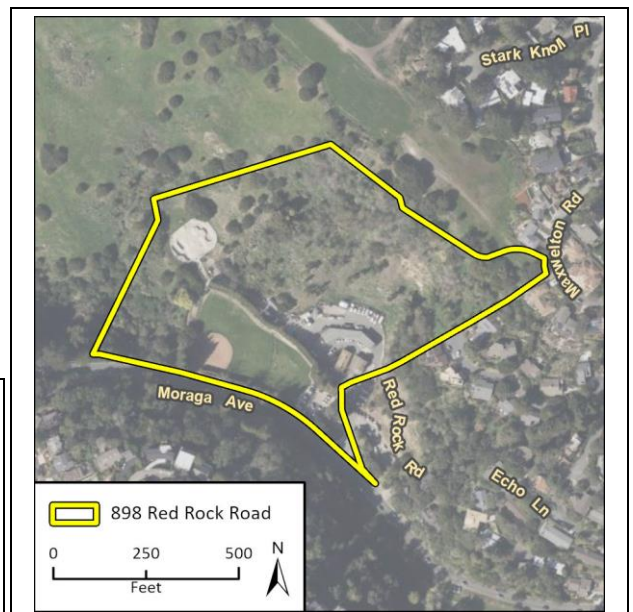 Stark Knoll Pl
Maxwelton Rd
Moraga Ave
Red Rock Rd
Echo Ln
898 Red Rock Road
0 250 500
Feet
N